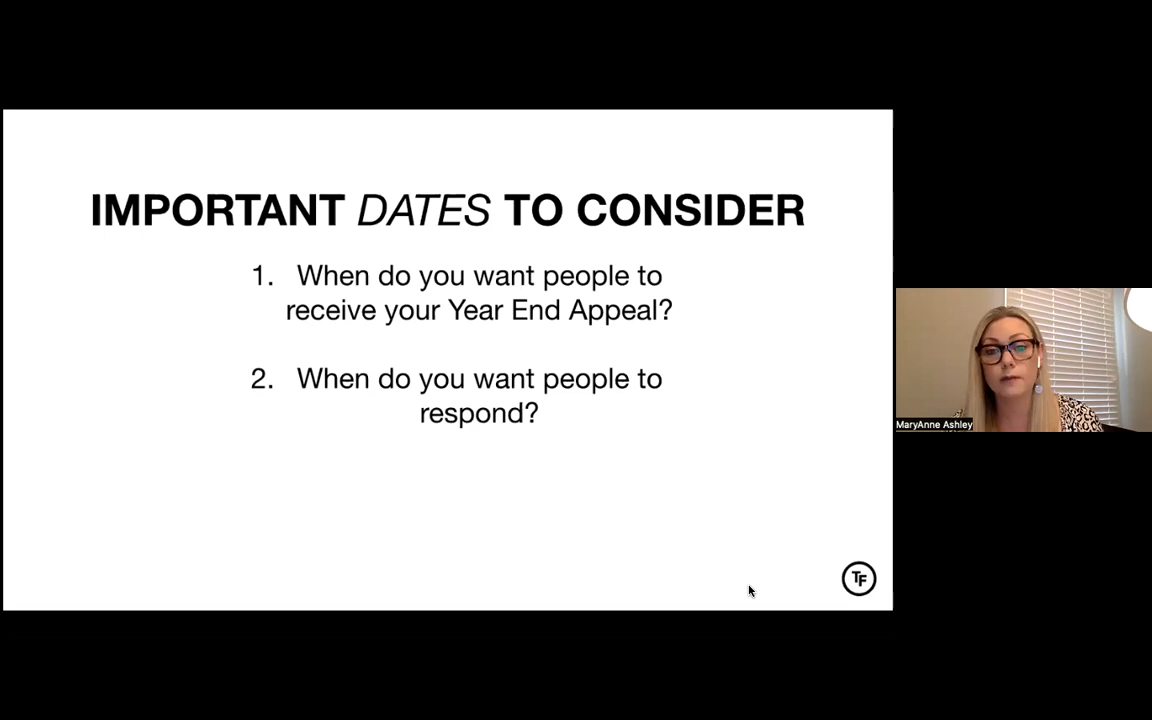 IMPORTANT DATES TO CONSIDER
1. When do you want people to
receive your Year End Appeal?
2. When do you want people to
respond?
TF
MaryAnne Ashley